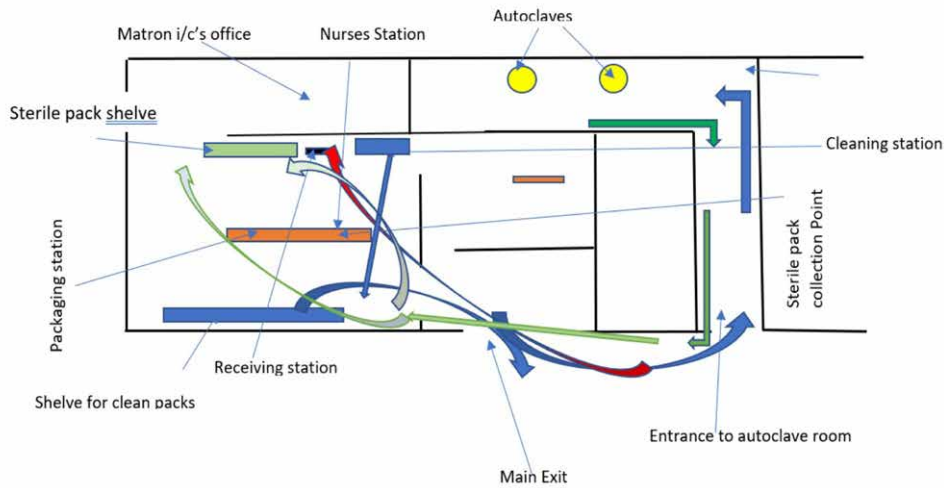 Autoclaves
Matron i/c's office
Nurses Station
Sterile pack shelve
Cleaning station
Packaging station
Sterile pack
collection Point
Receiving station
Shelve for clean packs
Entrance to autoclave room
Main Exit